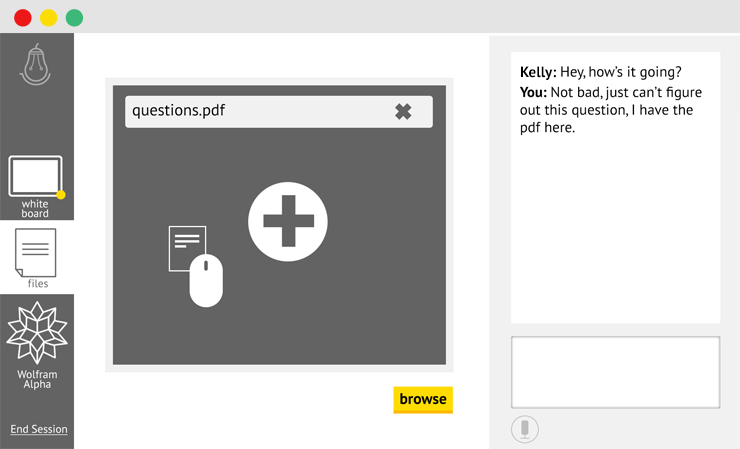 white
board
files
Wolfram
Alpha
End Session
questions.pdf
browse
Kelly: Hey, how’s it going?
You: Not bad, just can’t figure
out this question, I have the
pdf here.